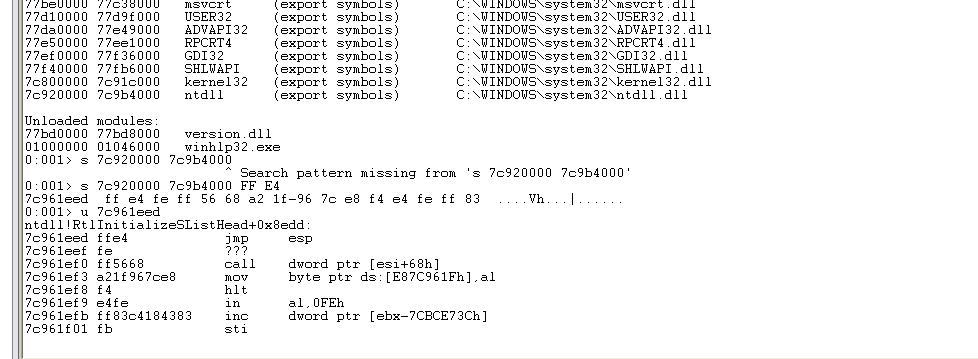 77be0000 77c38000 msvcrt (export symbols) C:\WINDOWS\system32\msvcrt.dll
77d10000 77d9f000 USER32 (export symbols) C:\WINDOWS\system32\USER32.dll
77da0000 77e49000 ADVAPI32 (export symbols) C:\WINDOWS\system32\ADVAPI32.dll
77e50000 77ee1000 RPCRT4 (export symbols) C:\WINDOWS\system32\RPCRT4.dll
77ef0000 77f36000 GDI32 (export symbols) C:\WINDOWS\system32\GDI32.dll
77f40000 77fb6000 SHLWAPI (export symbols) C:\WINDOWS\system32\SHLWAPI.dll
7c800000 7c91c000 kernel32 (export symbols) C:\WINDOWS\system32\kernel32.dll
7c920000 7c9b4000 ntdll (export symbols) C:\WINDOWS\system32\ntdll.dll
Unloaded modules:
77bd0000 77bd8000 version.dll
01000000 01046000 winhlp32.exe
0:001> s 7c920000 7c9b4000
^ Search pattern missing from 's 7c920000 7c9b4000'
0:001> s 7c920000 7c9b4000 FF E4
7c961eed ff e4 fe ff 56 68 a2 1f-96 7c e8 f4 e4 fe ff 83 ....Vh...|......
0:001> u 7c961eed
ntdll!RtlInitializeSListHead+0x8edd:
7c961eed ffe4 jmp esp
7c961eef fe ???
7c961ef0 ff5668 call dword ptr [esi+68h]
7c961ef3 a21f967ce8 mov byte ptr ds:[E87C961Fh],al
7c961ef8 f4 hlt
7c961ef9 e4fe in al,0FEh
7c961efb ff83c4184383 inc dword ptr [ebx-7CBCE73Ch]
7c961f01 fb sti